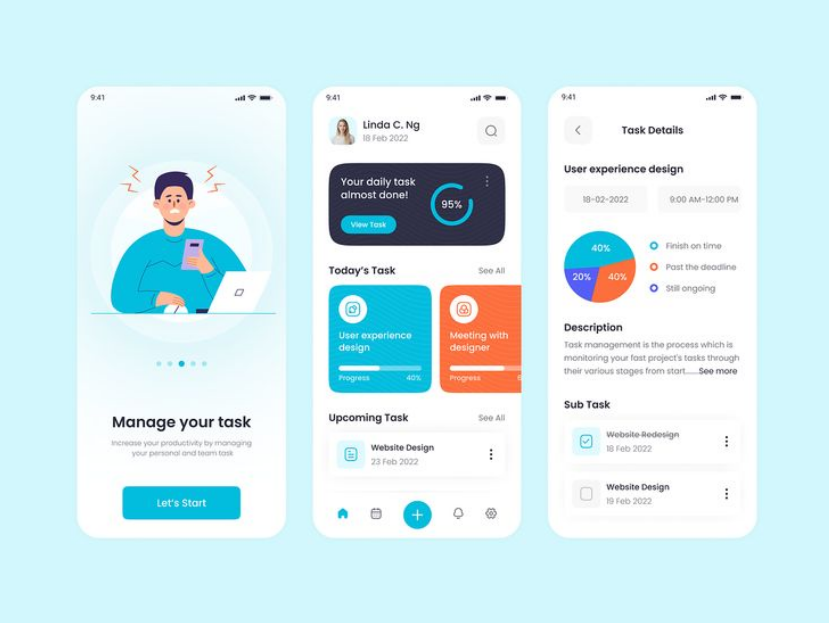 9:41
Manage your task
Increase your productivity by managing
your personal and team task
Let's Start
9:41
Linda C. Ng
18 Feb 2022
Your daily task
almost done!
View Task
95%
Today's Task
See All
User experience
design
Progress
40%
Meeting with
designer
Progress
Upcoming Task
See All
Website Design
23 Feb 2022
9:41
Task Details
User experience design
18-02-2022
9:00 AM-12:00 PM
40%
20%
40%
Finish on time
Past the deadline
Still ongoing
Description
Task management is the process which is
monitoring your fast project's tasks through
their various stages from start......See more
Sub Task
Website Redesign
18 Feb 2022
Website Design
19 Feb 2022